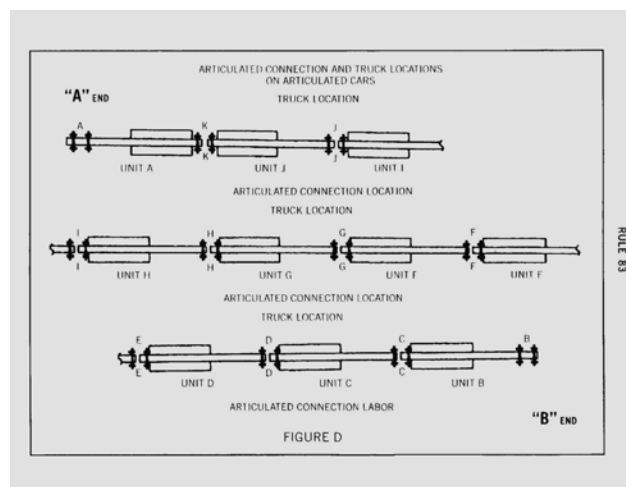 ARTICULATED CONNECTION AND TRUCK LOCATIONS
ON ARTICULATED CARS
"A" END
TRUCK LOCATION
A K J
K J
UNIT A UNIT J UNIT I
ARTICULATED CONNECTION LOCATION
TRUCK LOCATION
I H G F
I H G F
UNIT H UNIT G UNIT F UNIT F
RULE 83
ARTICULATED CONNECTION LOCATION
TRUCK LOCATION
E D C B
E D C
UNIT D UNIT C UNIT B
ARTICULATED CONNECTION LABOR
"B" END
FIGURE D